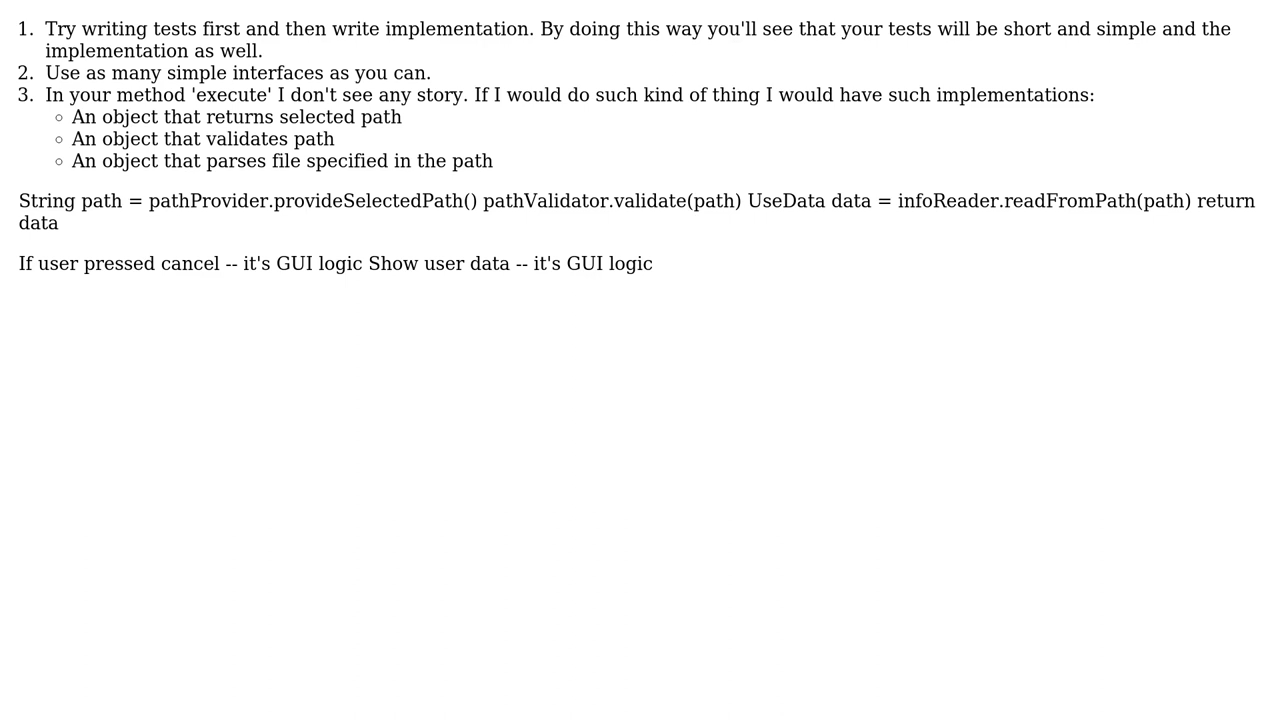 1. Try writing tests first and then write implementation. By doing this way you'll see that your tests will be short and simple and the
implementation as well.
2. Use as many simple interfaces as you can.
3. In your method 'execute' I don't see any story. If I would do such kind of thing I would have such implementations:
◦ An object that returns selected path
◦ An object that validates path
◦ An object that parses file specified in the path
String path = pathProvider.provideSelectedPath() pathValidator.validate(path) UseData data = infoReader.readFromPath(path) return
data
If user pressed cancel -- it's GUI logic Show user data -- it's GUI logic